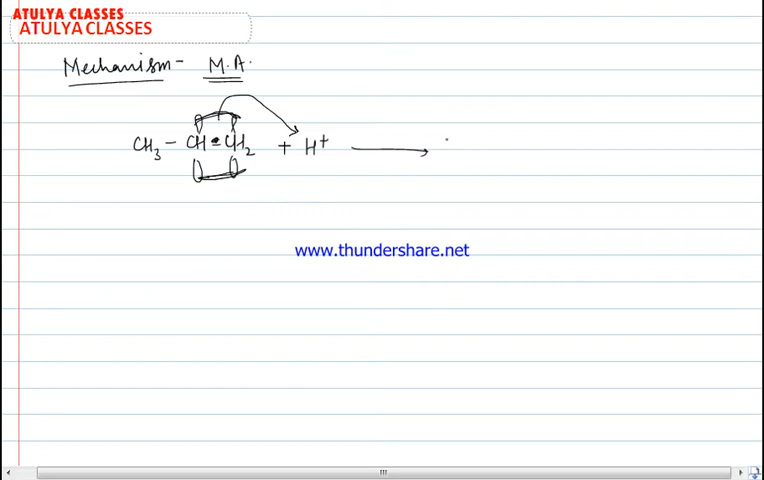 ATULYA CLASSES
ATULYA CLASSES
Mechanism - M.A.
CH₃ - CH = CH₂ + H⁺ →
www.thundershare.net